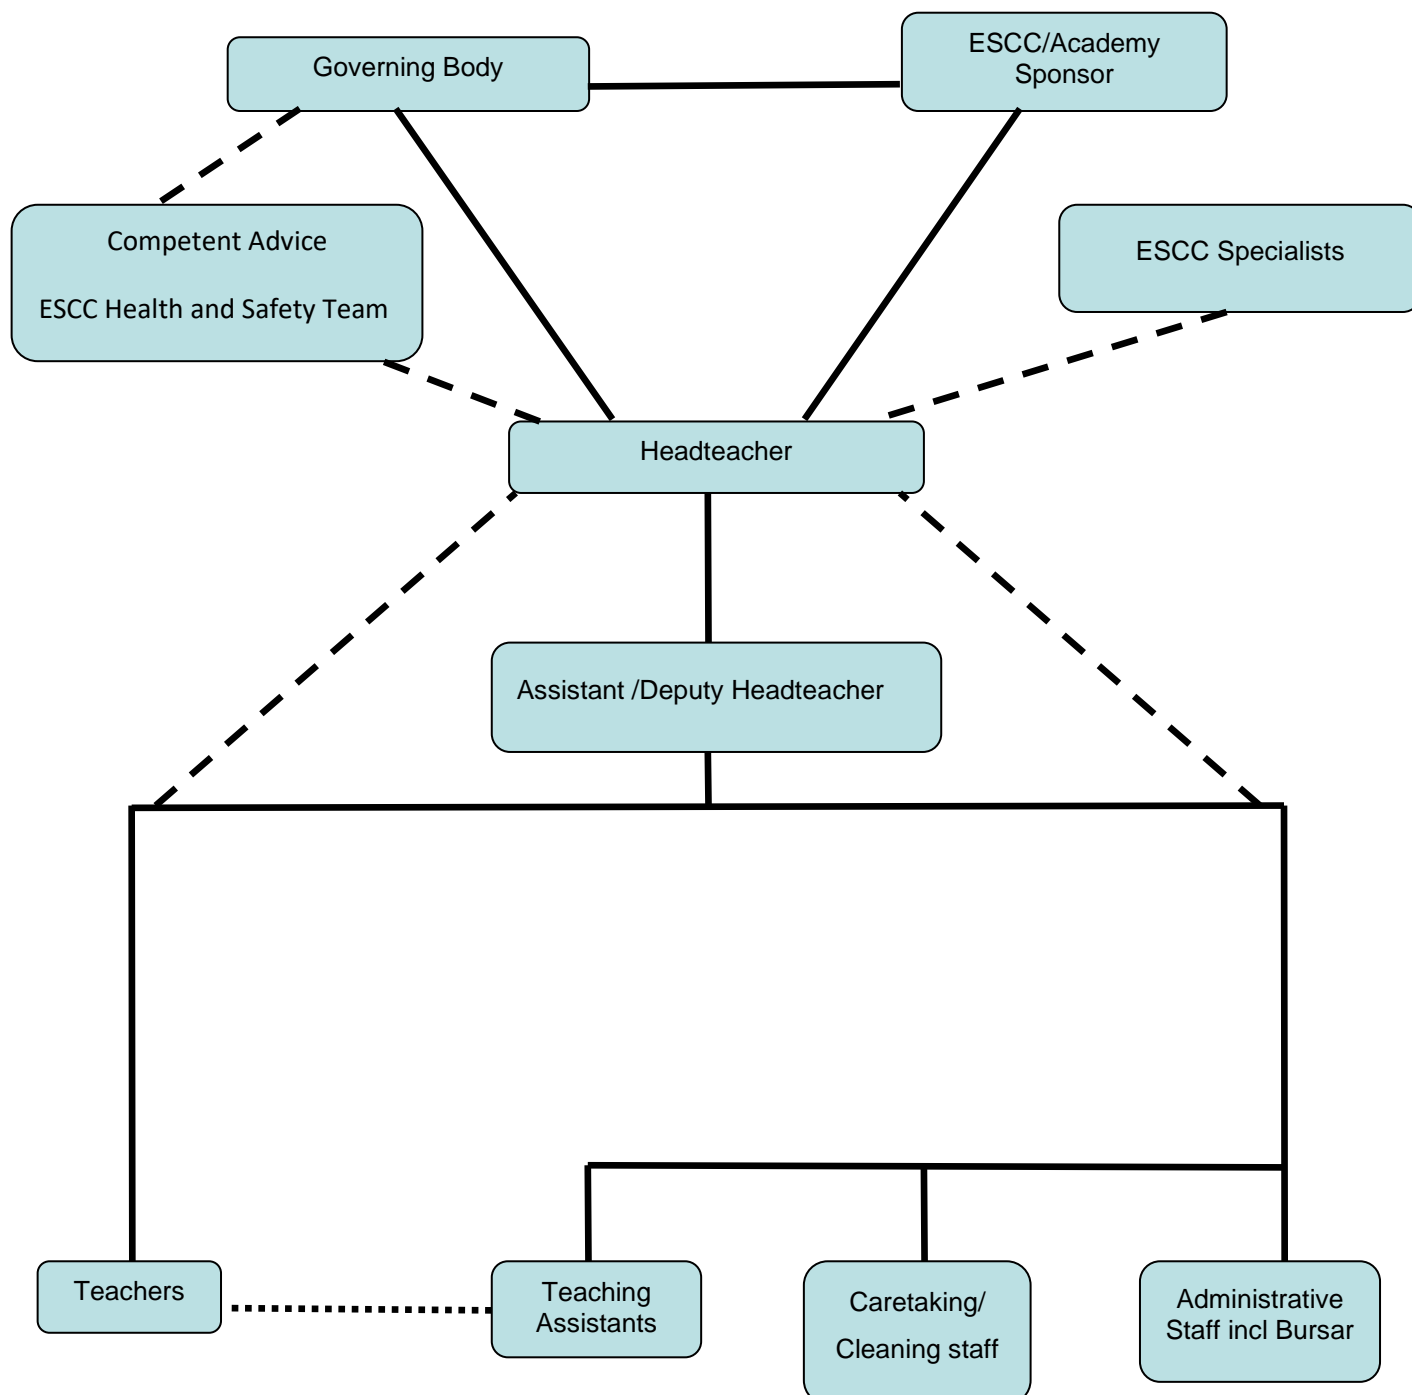 Governing Body
ESCC/Academy
Sponsor
Competent Advice
ESCC Health and Safety Team
ESCC Specialists
Headteacher
Assistant /Deputy Headteacher
Teachers
Teaching
Assistants
Caretaking/
Cleaning staff
Administrative
Staff incl Bursar